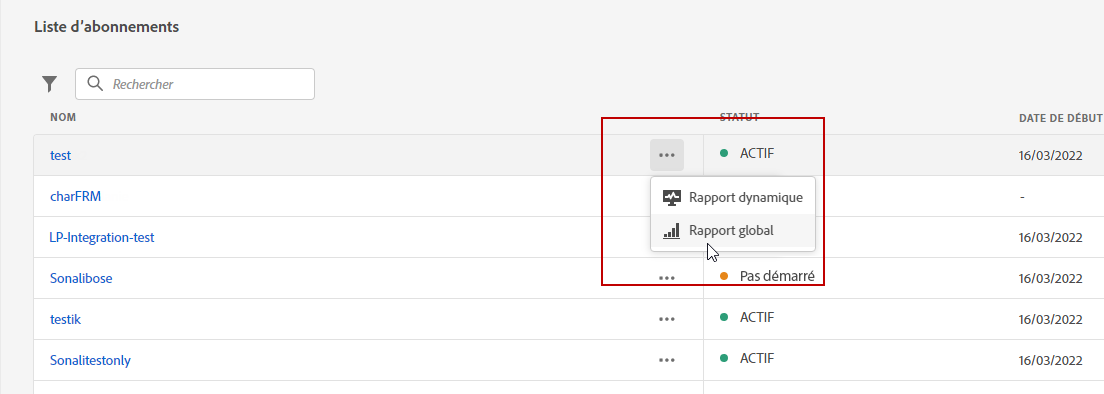 Liste d'abonnements
Rechercher
NOM STATUT DATE DE DÉBUT
test ACTIF 16/03/2022
charFRM Rapport dynamique -
LP-Integration-test Rapport global 16/03/2022
Sonalibose Pas démarré 16/03/2022
testik ACTIF 16/03/2022
Sonalitestonly ACTIF 16/03/2022